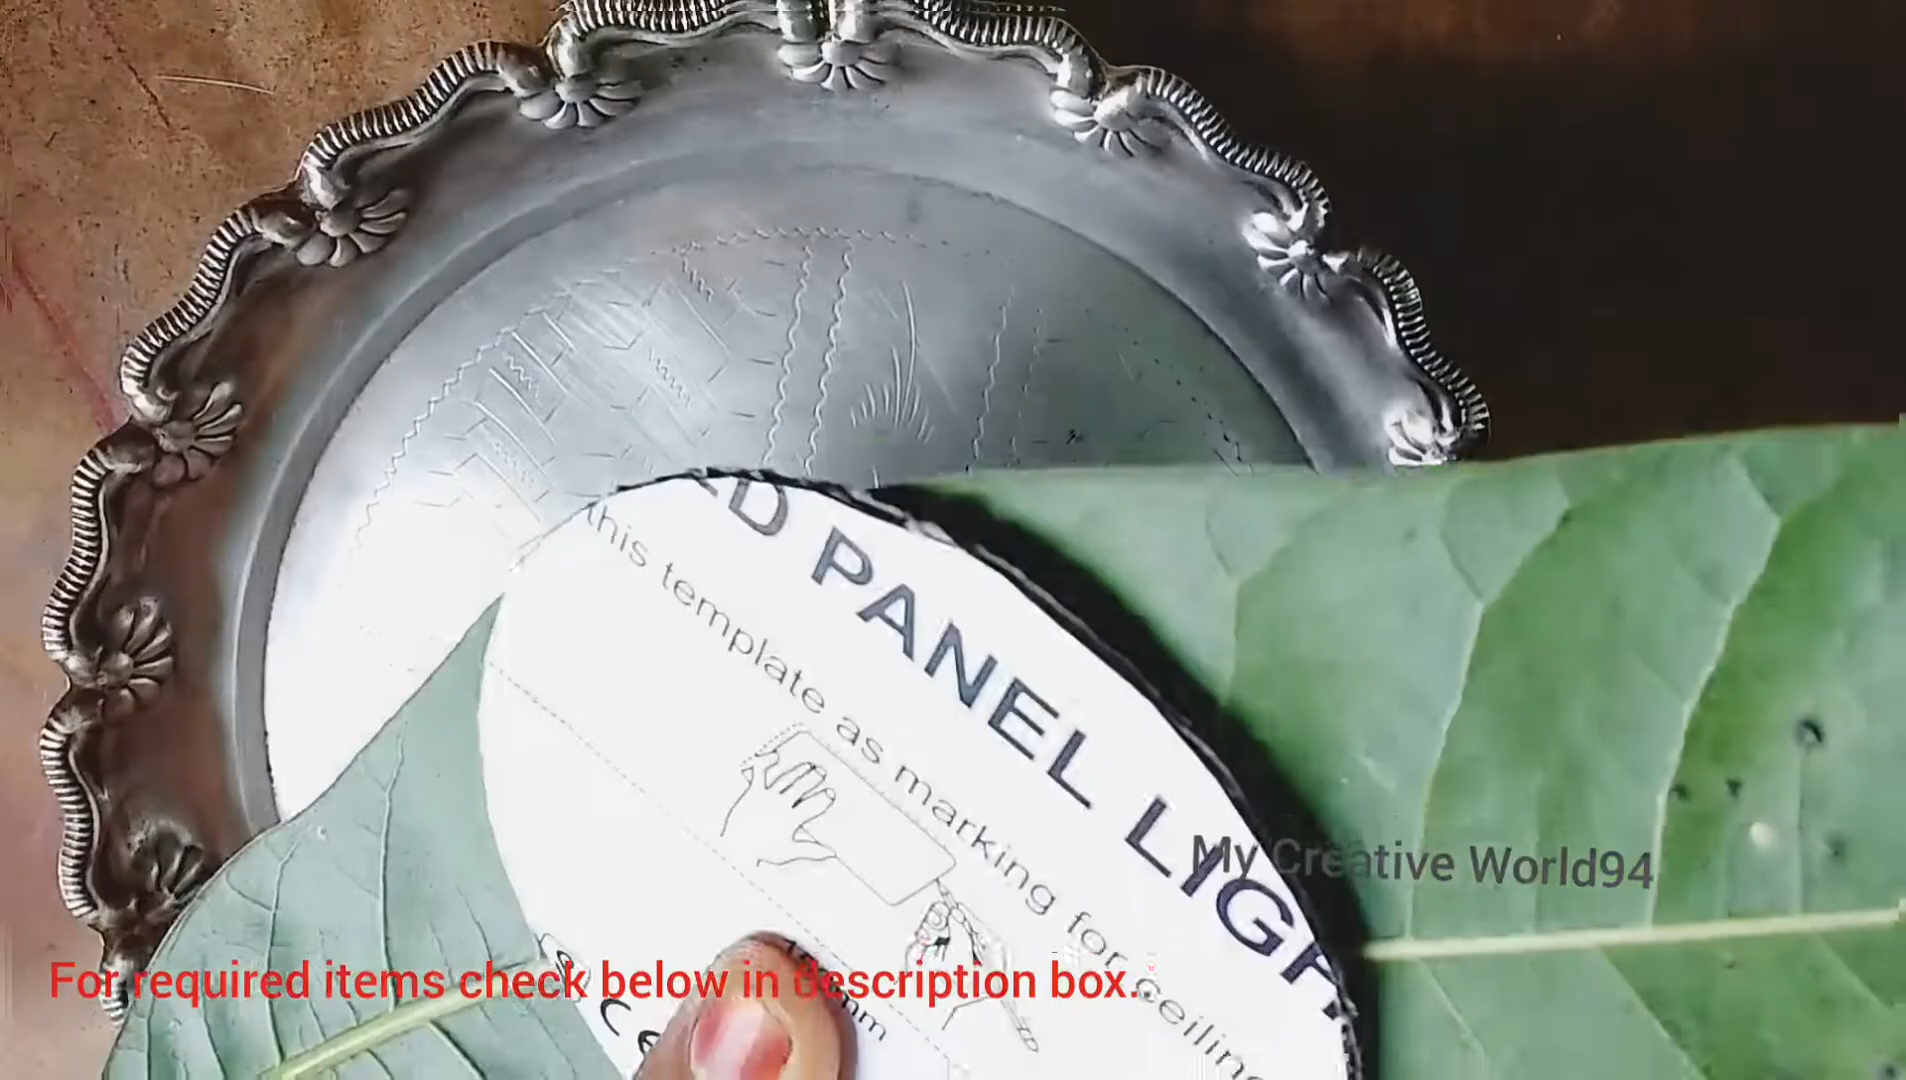 D PANEL LIGH
this template as marking for ceiling
My Creative World94
For required items check below in description box.
mm